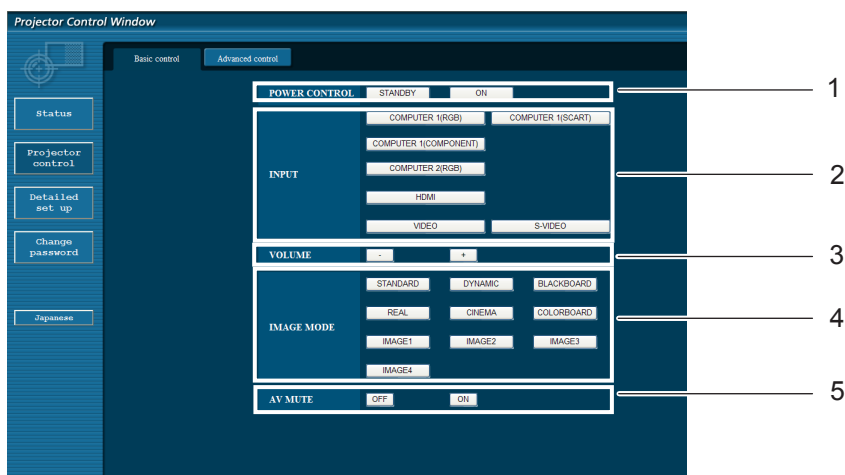 Projector Control Window
Basic control Advanced control
POWER CONTROL STANDBY ON 1
Status
COMPUTER 1(RGB) COMPUTER 1(SCART)
COMPUTER 1(COMPONENT)
Projector
control
INPUT COMPUTER 2(RGB) 2
HDMI
Detailed
set up
VIDEO S-VIDEO
Change
password
VOLUME - + 3
STANDARD DYNAMIC BLACKBOARD
Japanese
REAL CINEMA COLORBOARD 4
IMAGE MODE
IMAGE1 IMAGE2 IMAGE3
IMAGE4
AV MUTE OFF ON 5